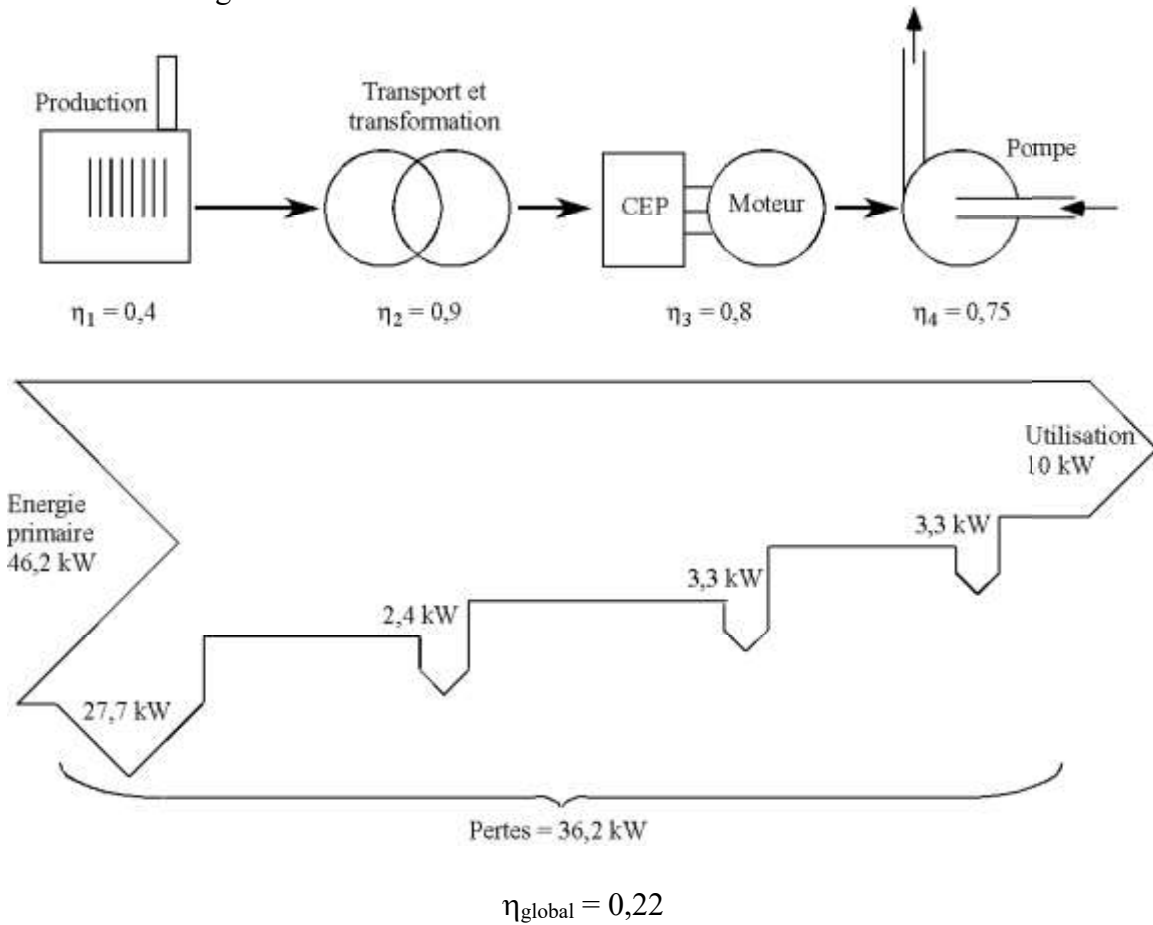 Production
Transport et
transformation
CEP
Moteur
Pompe
η1 = 0,4
η2 = 0,9
η3 = 0,8
η4 = 0,75
Utilisation
10 kW
Energie
primaire
46,2 kW
3,3 kW
3,3 kW
2,4 kW
27,7 kW
Pertes = 36,2 kW
ηglobal = 0,22